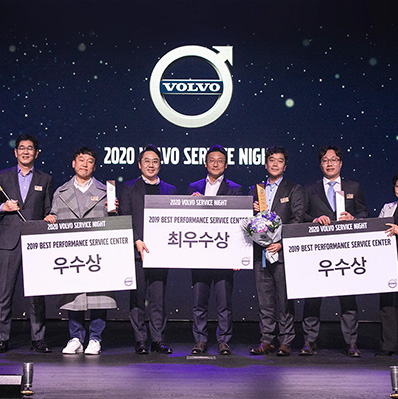 VOLVO
2020 VOLVO SERVICE NIGHT
2020 VOLVO SERVICE NIGHT
2019 BEST PERFORMANCE SERVICE CENTER
우수상
2020 VOLVO SERVICE NIGHT
2019 BEST PERFORMANCE SERVICE CENTER
최우수상
2020 VOLVO SERVICE NIGHT
2019 BEST PERFORMANCE SERVICE CENTER
우수상